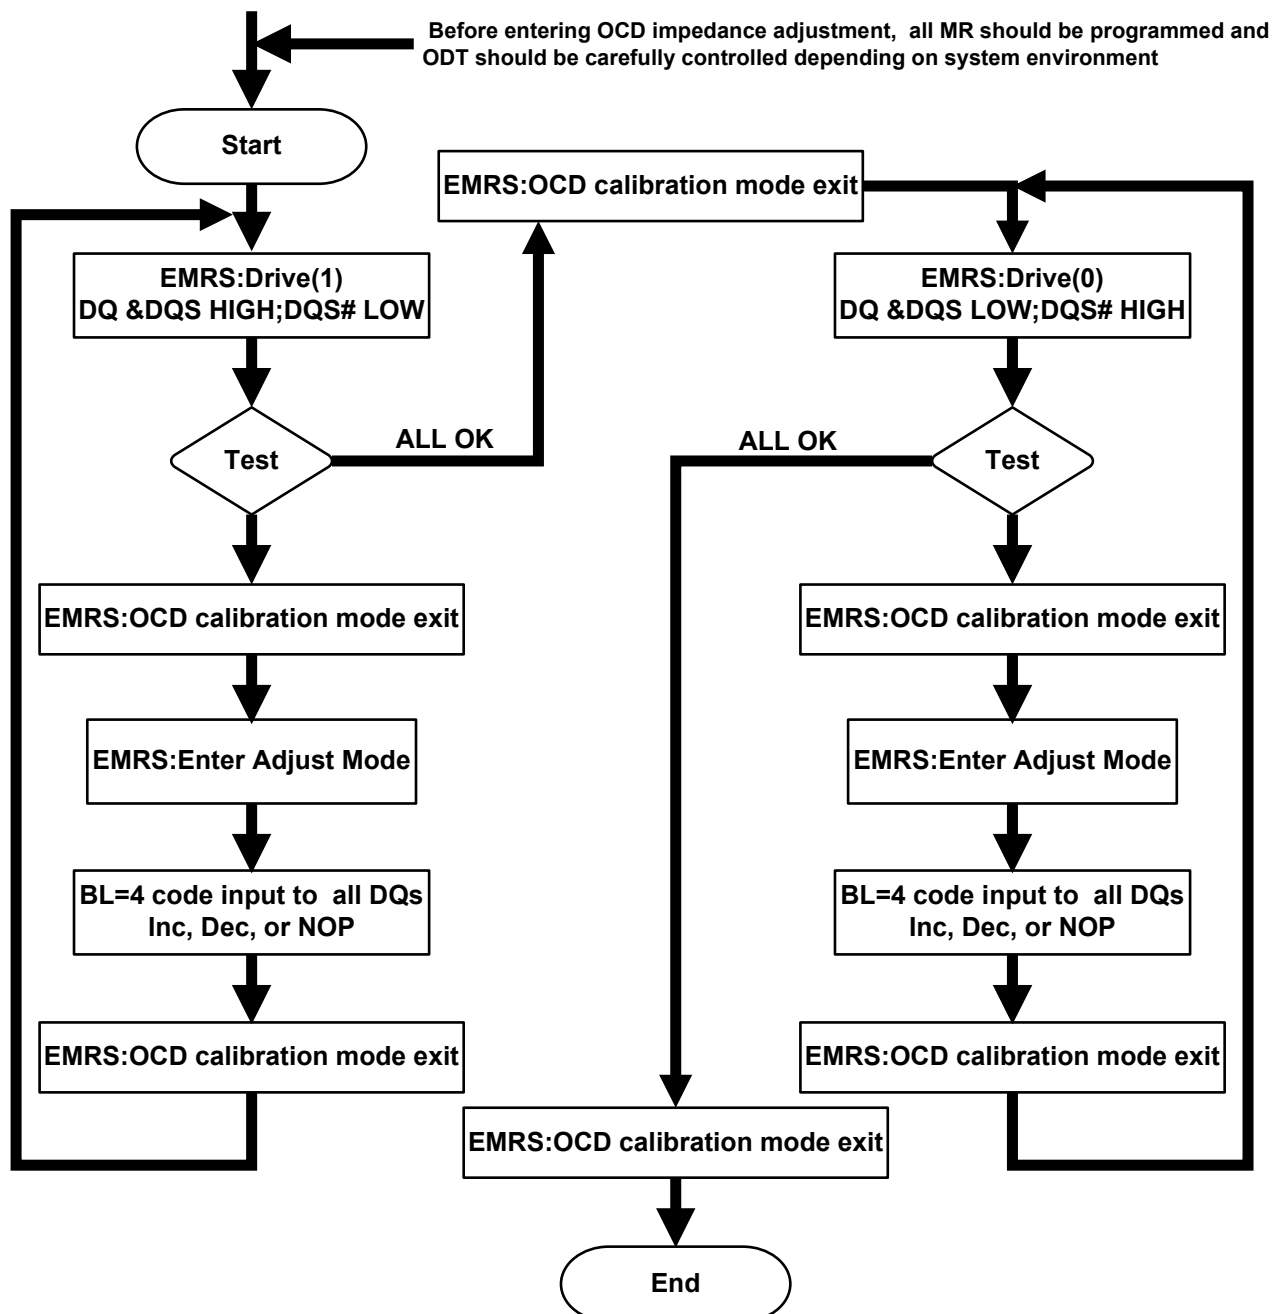 Before entering OCD impedance adjustment, all MR should be programmed and
ODT should be carefully controlled depending on system environment
Start
EMRS:OCD calibration mode exit
EMRS:Drive(1)
DQ &DQS HIGH;DQS# LOW
EMRS:Drive(0)
DQ &DQS LOW;DQS# HIGH
ALL OK
ALL OK
Test
Test
EMRS:OCD calibration mode exit
EMRS:OCD calibration mode exit
EMRS:Enter Adjust Mode
EMRS:Enter Adjust Mode
BL=4 code input to all DQs
Inc, Dec, or NOP
BL=4 code input to all DQs
Inc, Dec, or NOP
EMRS:OCD calibration mode exit
EMRS:OCD calibration mode exit
EMRS:OCD calibration mode exit
End